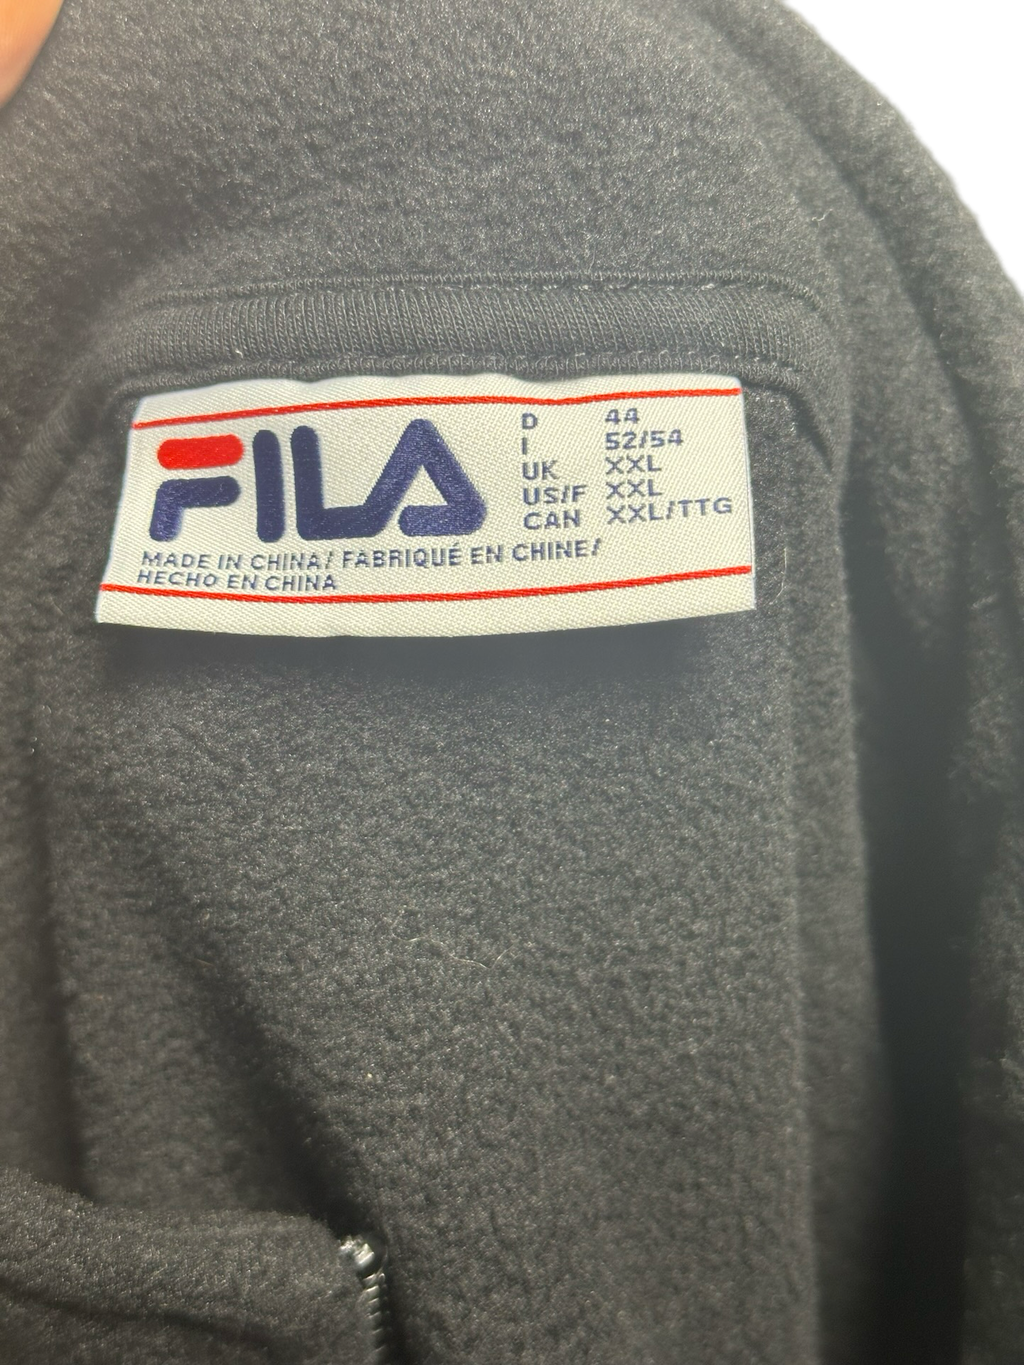 FILA
D 44
I 52/54
UK XXL
US/F XXL
CAN XXL/TTG
MADE IN CHINA/ FABRIQUÉ EN CHINE/
HECHO EN CHINA